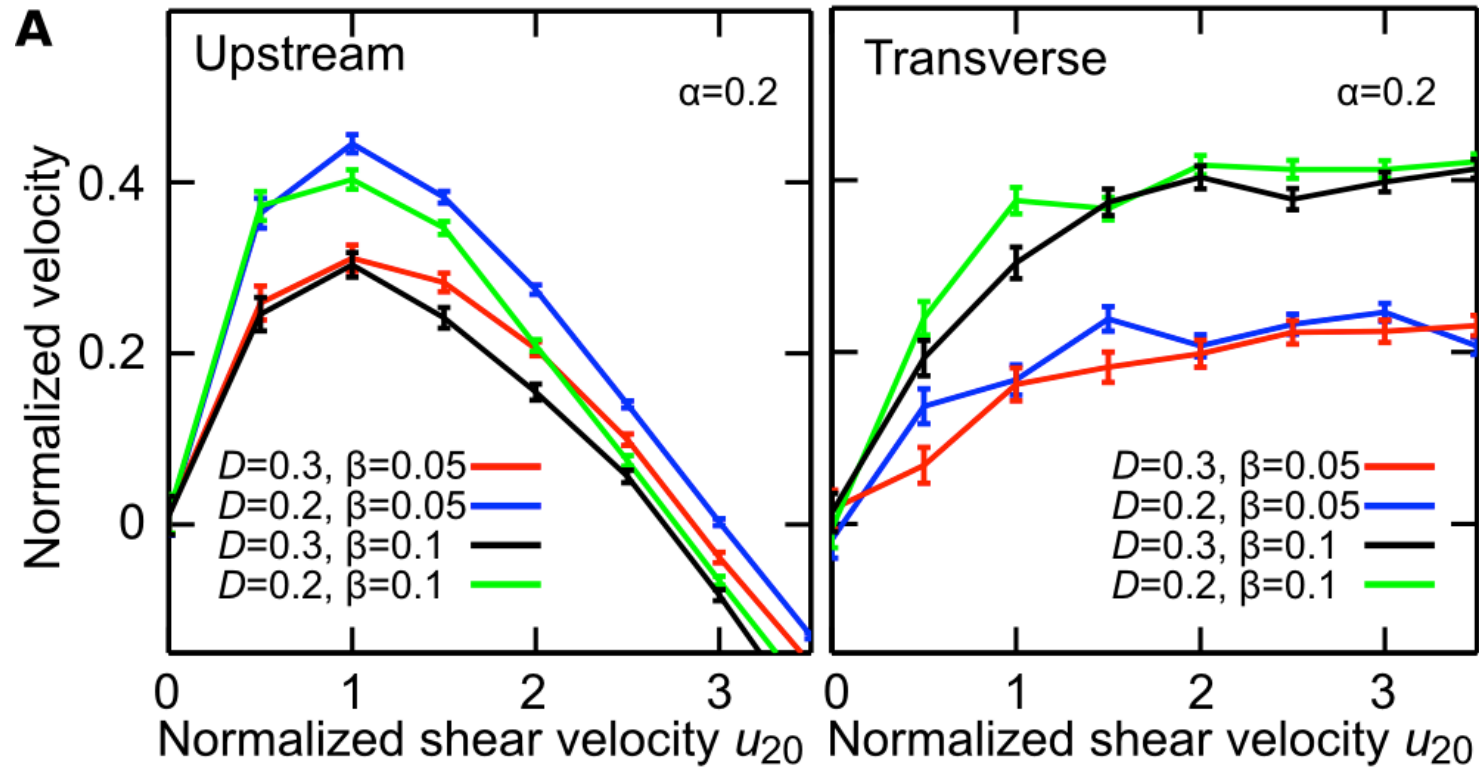 A
Upstream
α=0.2
Normalized velocity
0.4
0.2
0
D=0.3, β=0.05
D=0.2, β=0.05
D=0.3, β=0.1
D=0.2, β=0.1
0 1 2 3
Normalized shear velocity u20
Transverse
α=0.2
D=0.3, β=0.05
D=0.2, β=0.05
D=0.3, β=0.1
D=0.2, β=0.1
0 1 2 3
Normalized shear velocity u20